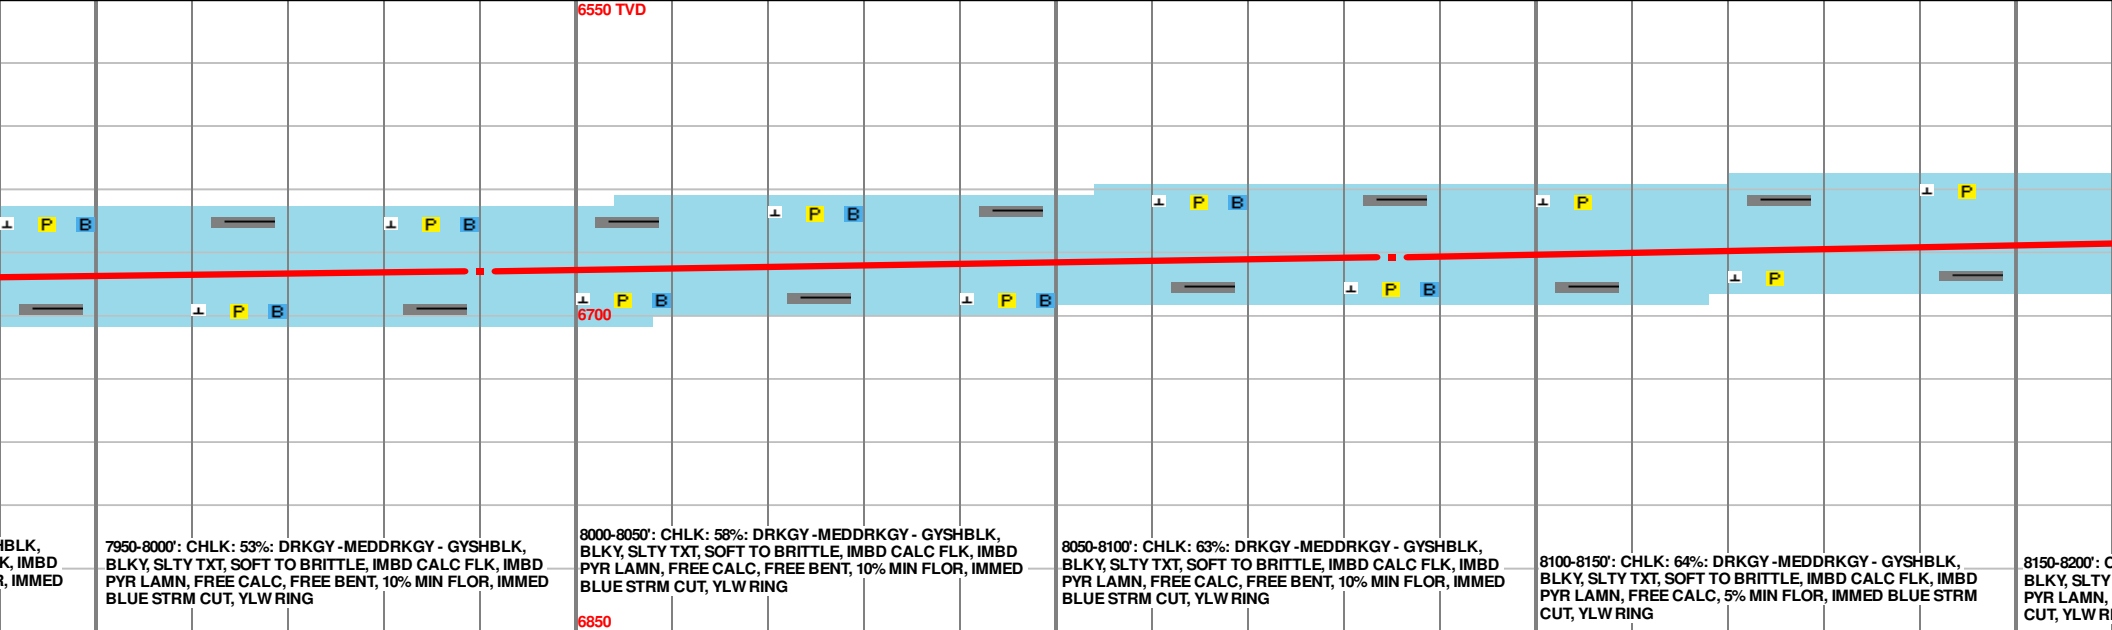 6550 TVD
P B
P B
P B
P B
P
P
P B
P B
P B
P B
P
6700
6850
HBLK,
K, IMBD
R, IMMED
7950-8000': CHLK: 53%: DRKGY -MEDDRKGY - GYSHBLK,
BLKY, SLTY TXT, SOFT TO BRITTLE, IMBD CALC FLK, IMBD
PYR LAMN, FREE CALC, FREE BENT, 10% MIN FLOR, IMMED
BLUE STRM CUT, YLW RING
8000-8050': CHLK: 58%: DRKGY -MEDDRKGY - GYSHBLK,
BLKY, SLTY TXT, SOFT TO BRITTLE, IMBD CALC FLK, IMBD
PYR LAMN, FREE CALC, FREE BENT, 10% MIN FLOR, IMMED
BLUE STRM CUT, YLW RING
8050-8100': CHLK: 63%: DRKGY -MEDDRKGY - GYSHBLK,
BLKY, SLTY TXT, SOFT TO BRITTLE, IMBD CALC FLK, IMBD
PYR LAMN, FREE CALC, FREE BENT, 10% MIN FLOR, IMMED
BLUE STRM CUT, YLW RING
8100-8150': CHLK: 64%: DRKGY -MEDDRKGY - GYSHBLK,
BLKY, SLTY TXT, SOFT TO BRITTLE, IMBD CALC FLK, IMBD
PYR LAMN, FREE CALC, 5% MIN FLOR, IMMED BLUE STRM
CUT, YLW RING
8150-8200': C
BLKY, SLTY
PYR LAMN,
CUT, YLW R